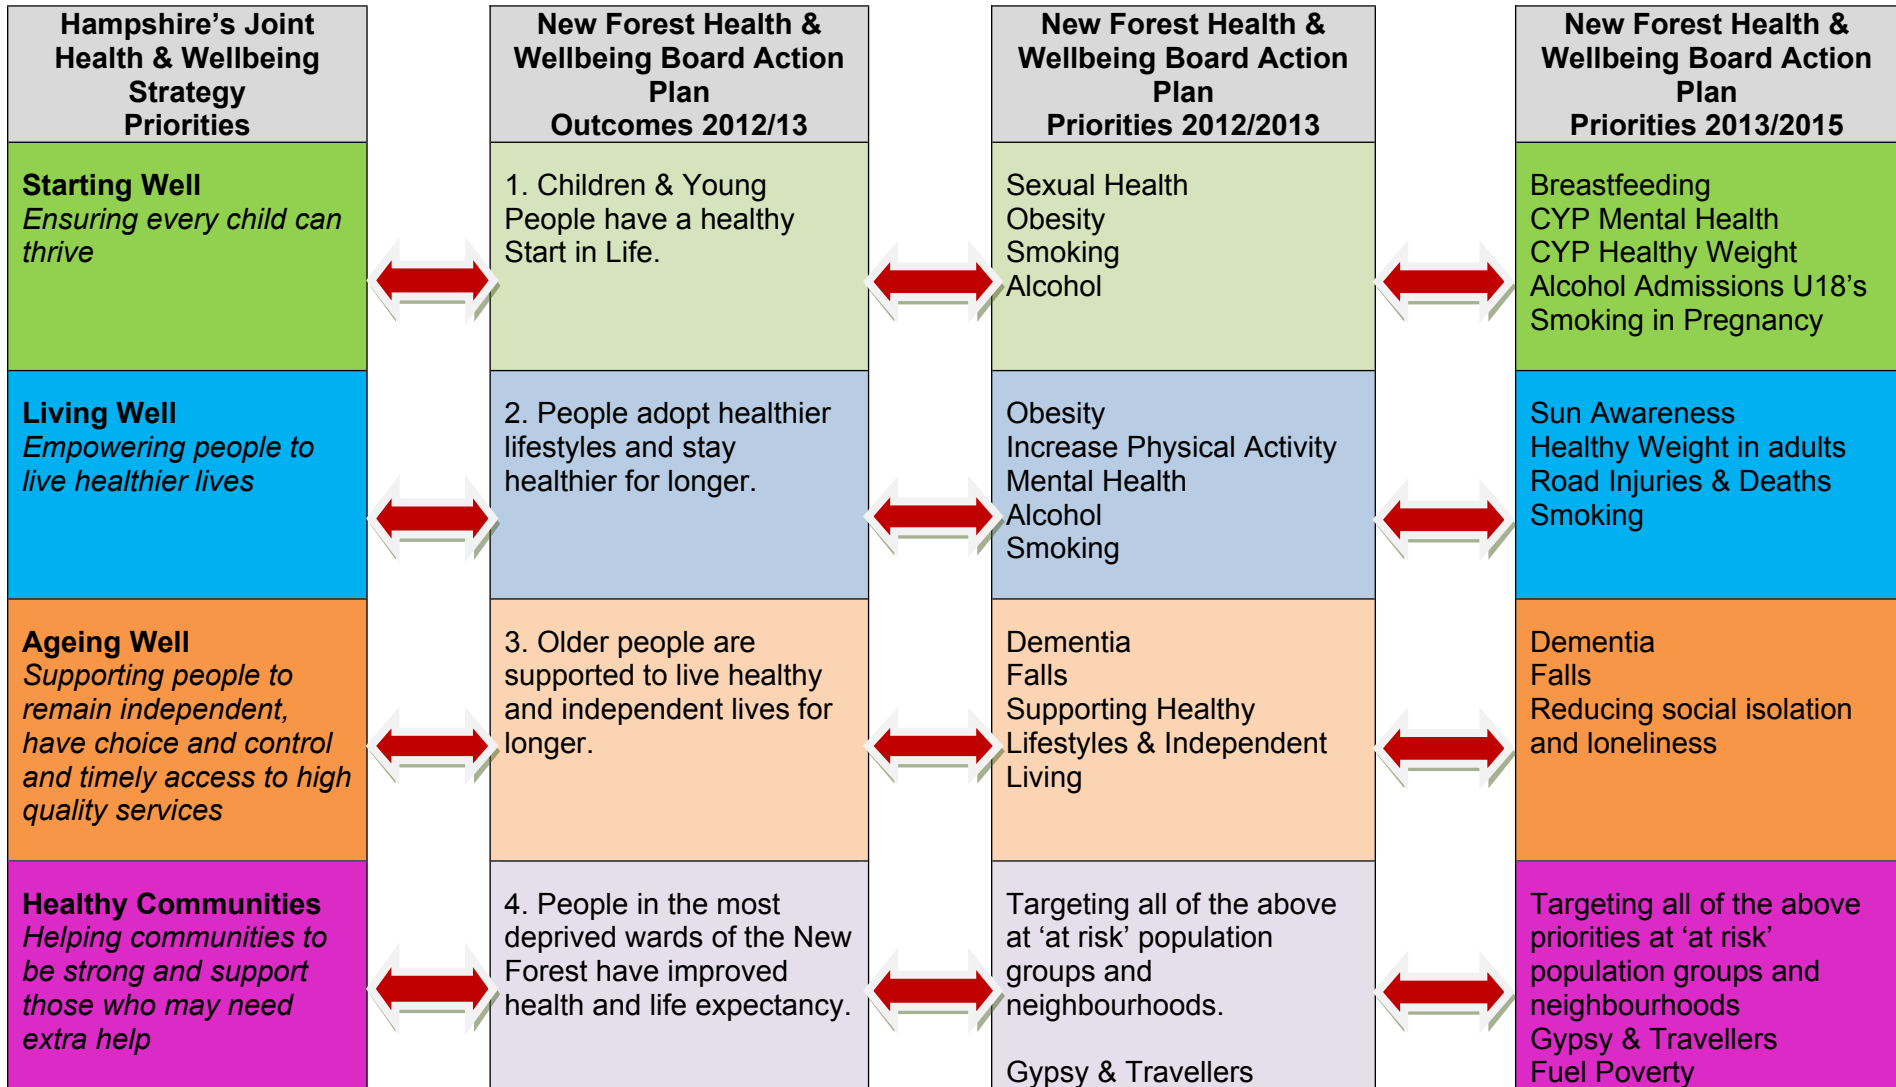 Hampshire's Joint
Health & Wellbeing
Strategy
Priorities
New Forest Health &
Wellbeing Board Action
Plan
Outcomes 2012/13
New Forest Health &
Wellbeing Board Action
Plan
Priorities 2012/2013
New Forest Health &
Wellbeing Board Action
Plan
Priorities 2013/2015
Starting Well
Ensuring every child can
thrive
1. Children & Young
People have a healthy
Start in Life.
Sexual Health
Obesity
Smoking
Alcohol
Breastfeeding
CYP Mental Health
CYP Healthy Weight
Alcohol Admissions U18’s
Smoking in Pregnancy
Living Well
Empowering people to
live healthier lives
2. People adopt healthier
lifestyles and stay
healthier for longer.
Obesity
Increase Physical Activity
Mental Health
Alcohol
Smoking
Sun Awareness
Healthy Weight in adults
Road Injuries & Deaths
Smoking
Ageing Well
Supporting people to
remain independent,
have choice and control
and timely access to high
quality services
3. Older people are
supported to live healthy
and independent lives for
longer.
Dementia
Falls
Supporting Healthy
Lifestyles & Independent
Living
Dementia
Falls
Reducing social isolation
and loneliness
Healthy Communities
Helping communities to
be strong and support
those who may need
extra help
4. People in the most
deprived wards of the New
Forest have improved
health and life expectancy.
Targeting all of the above
at ‘at risk’ population
groups and
neighbourhoods.
Gypsy & Travellers
Targeting all of the above
priorities at ‘at risk’
population groups and
neighbourhoods
Gypsy & Travellers
Fuel Poverty